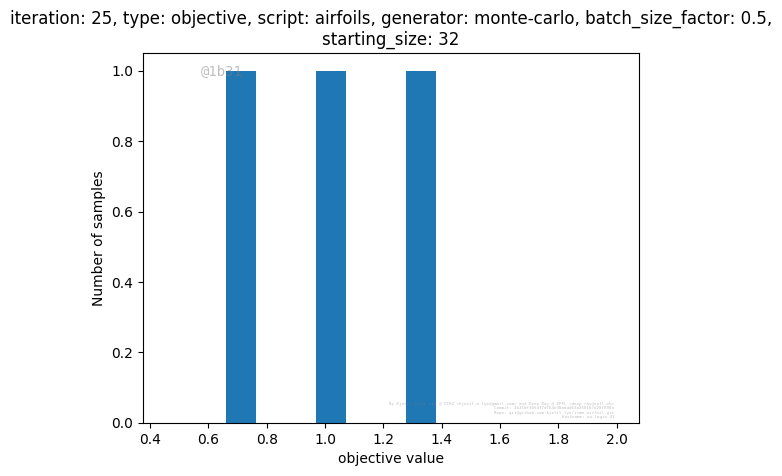 iteration: 25, type: objective, script: airfoils, generator: monte-carlo, batch_size_factor: 0.5,
starting_size: 32
@1b31
1.0
0.8
0.6
0.4
0.2
0.0
Number of samples
0.4 0.6 0.8 1.0 1.2 1.4 1.6 1.8 2.0
objective value